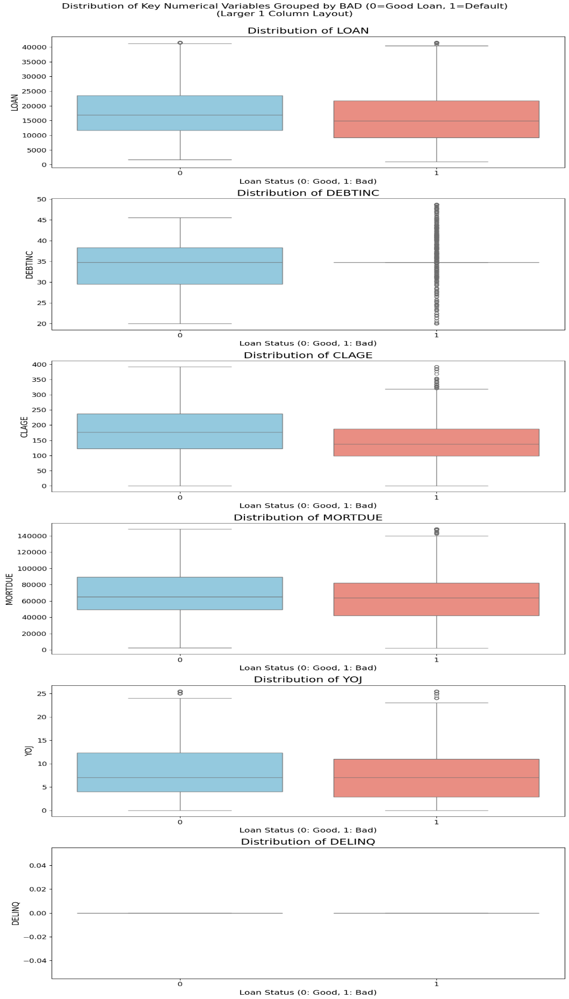 Distribution of Key Numerical Variables Grouped by BAD (0=Good Loan, 1=Default)
(Larger 1 Column Layout)
Distribution of LOAN
40000
35000
30000
25000
20000
15000
10000
5000
0
LOAN
0
1
Loan Status (0: Good, 1: Bad)
Distribution of DEBTINC
50
45
40
35
30
25
20
DEBTINC
0
1
Loan Status (0: Good, 1: Bad)
Distribution of CLAGE
400
350
300
250
200
150
100
50
0
CLAGE
0
1
Loan Status (0: Good, 1: Bad)
Distribution of MORTDUE
140000
120000
100000
80000
60000
40000
20000
0
MORTDUE
0
1
Loan Status (0: Good, 1: Bad)
Distribution of YOJ
25
20
15
10
5
0
YOJ
0
1
Loan Status (0: Good, 1: Bad)
Distribution of DELINQ
0.04
0.02
0.00
−0.02
−0.04
DELINQ
0
1
Loan Status (0: Good, 1: Bad)